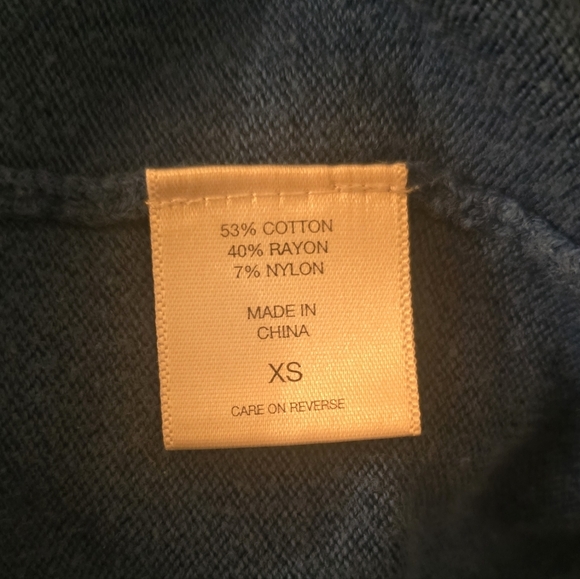 53% COTTON
40% RAYON
7% NYLON
MADE IN
CHINA
XS
CARE ON REVERSE